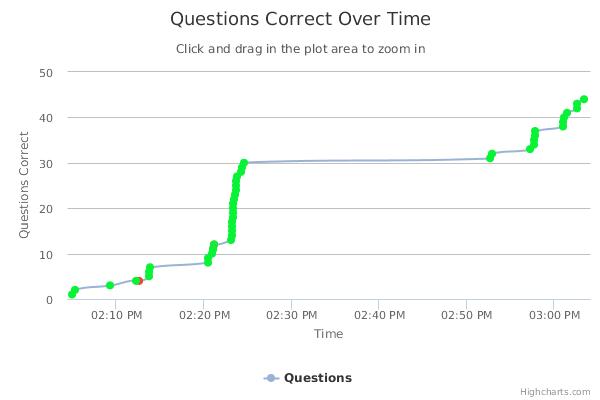 Questions Correct Over Time
Click and drag in the plot area to zoom in
50
40
30
20
10
0
Questions Correct
02:10 PM 02:20 PM 02:30 PM 02:40 PM 02:50 PM 03:00 PM
Time
Questions
Highcharts.com